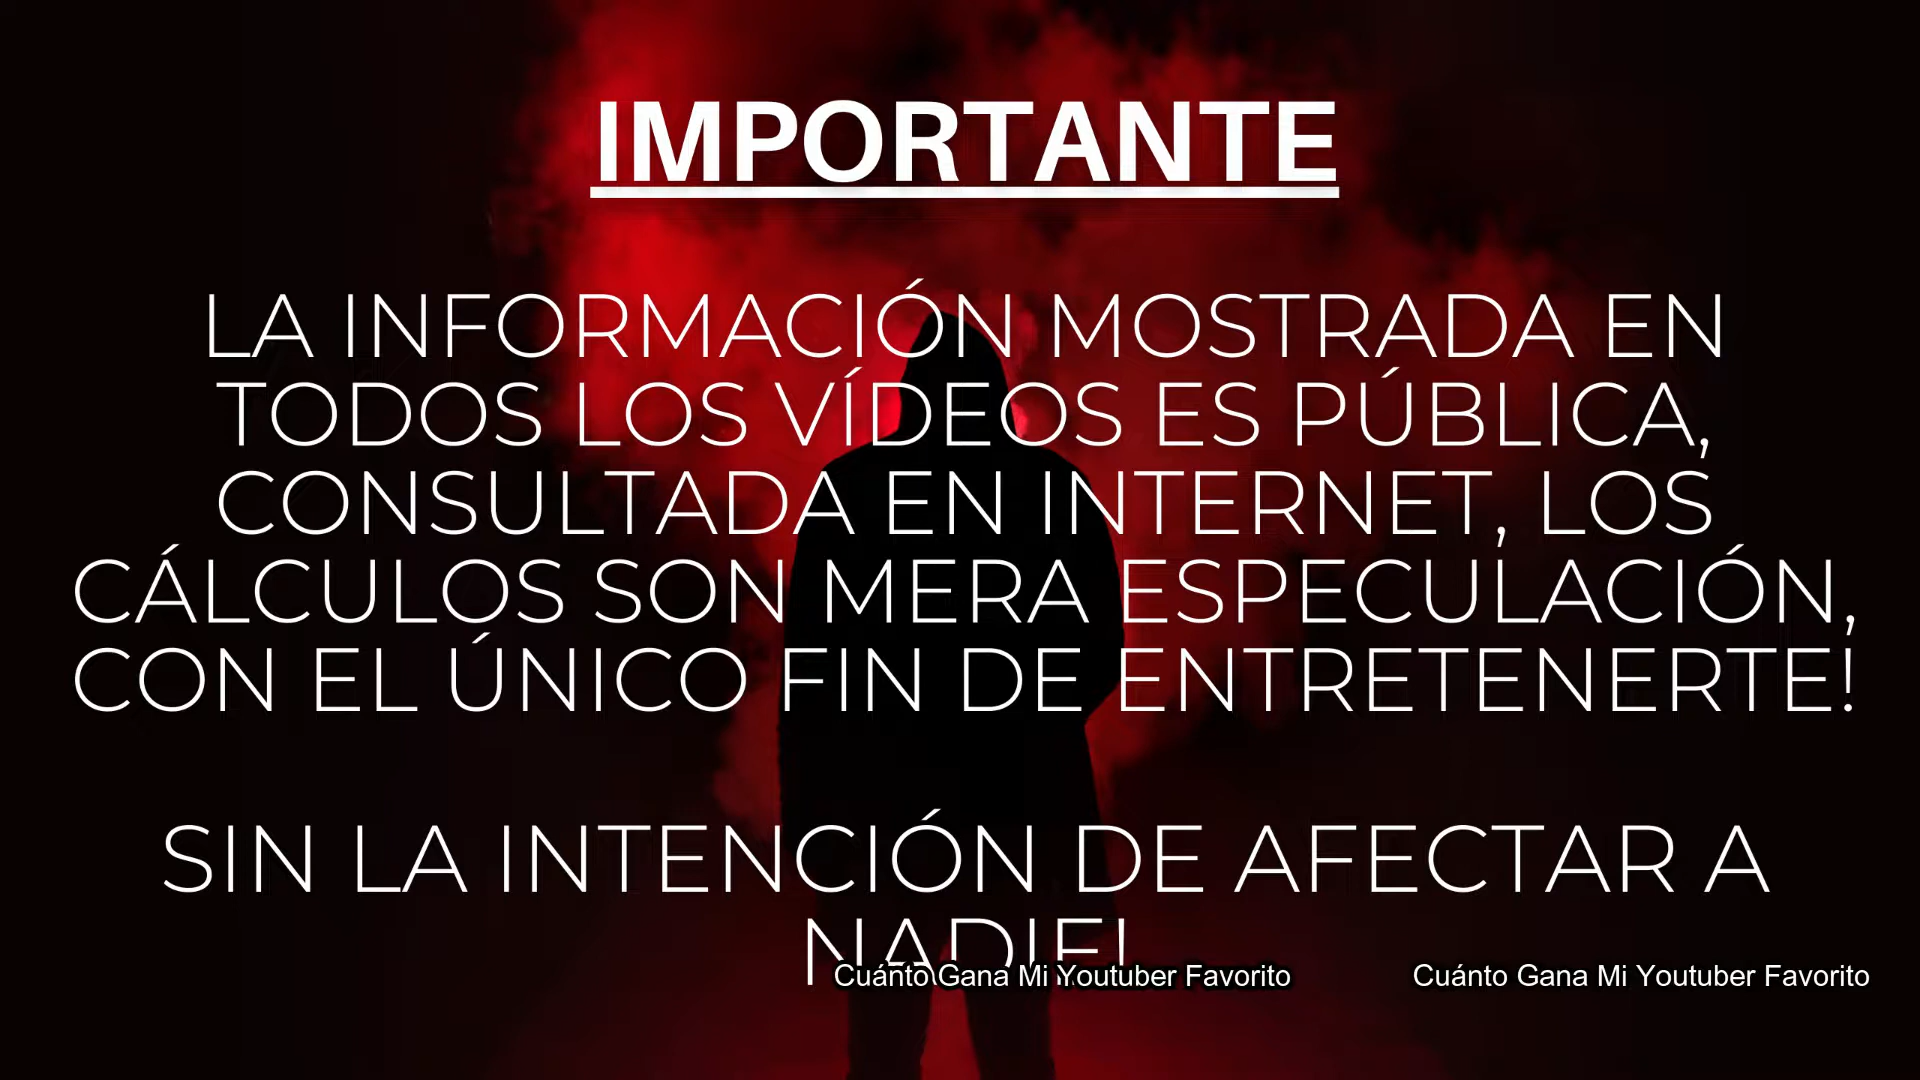 IMPORTANTE
LA INFORMACIÓN MOSTRADA EN
TODOS LOS VÍDEOS ES PÚBLICA,
CONSULTADA EN INTERNET, LOS
CÁLCULOS SON MERA ESPECULACIÓN,
CON EL ÚNICO FIN DE ENTRETENERTE!
SIN LA INTENCIÓN DE AFECTAR A
NADIE!
Cuánto Gana Mi Youtuber Favorito
Cuánto Gana Mi Youtuber Favorito